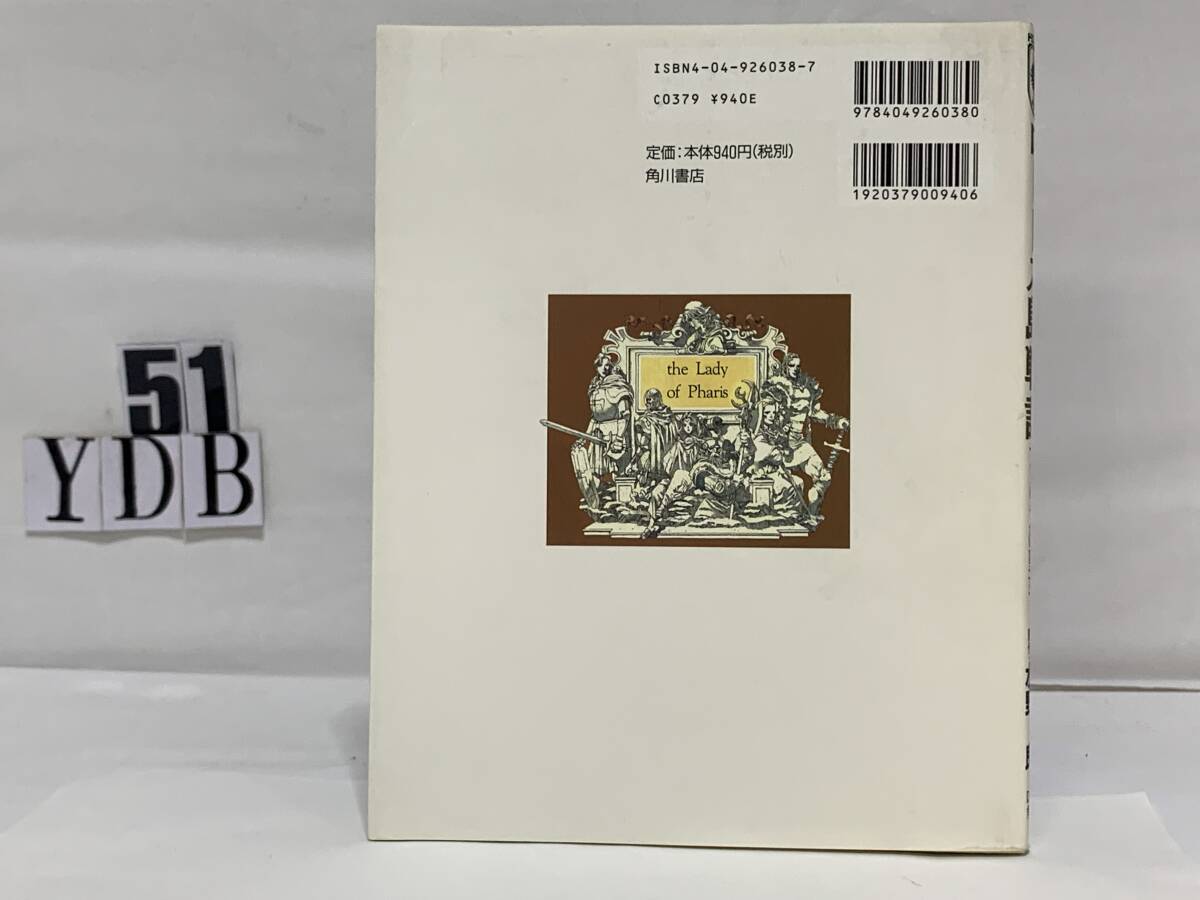 51
YDB
ISBN4-04-926038-7
C0379 ¥940E
9784049260380
定価:本体940円(税別)
角川書店
1920379009406
the Lady
of Pharis